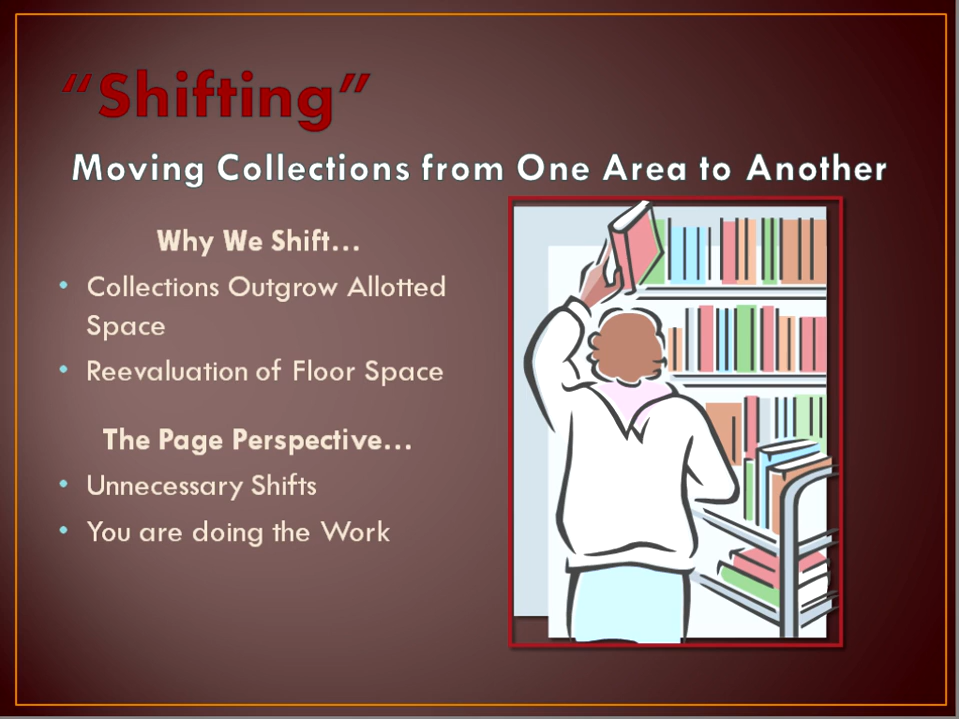 “Shifting”
Moving Collections from One Area to Another
Why We Shift…
• Collections Outgrow Allotted
Space
• Reevaluation of Floor Space
The Page Perspective…
• Unnecessary Shifts
• You are doing the Work